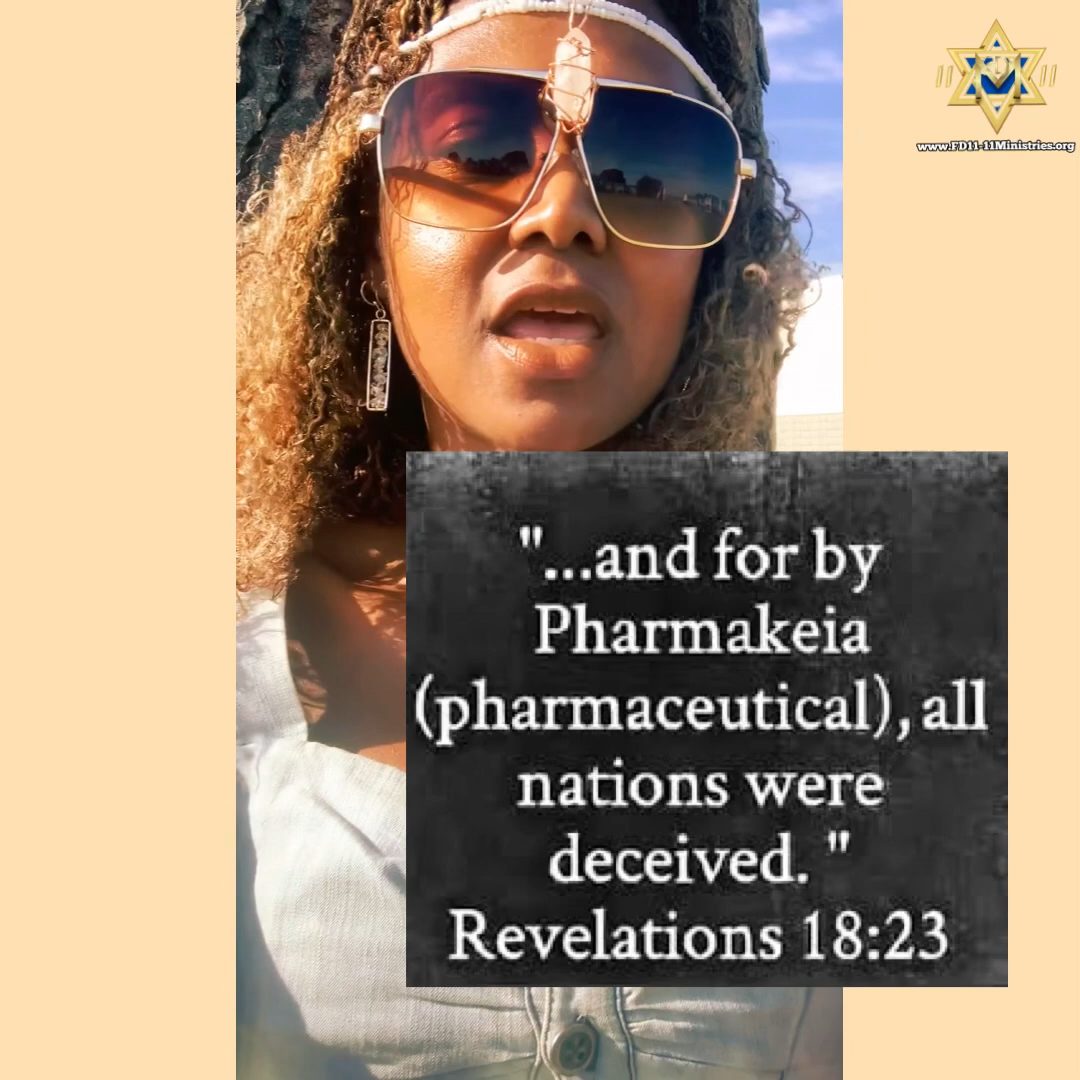 www.FD11-11Ministries.org
"...and for by
Pharmakeia
(pharmaceutical), all
nations were
deceived. "
Revelations 18:23